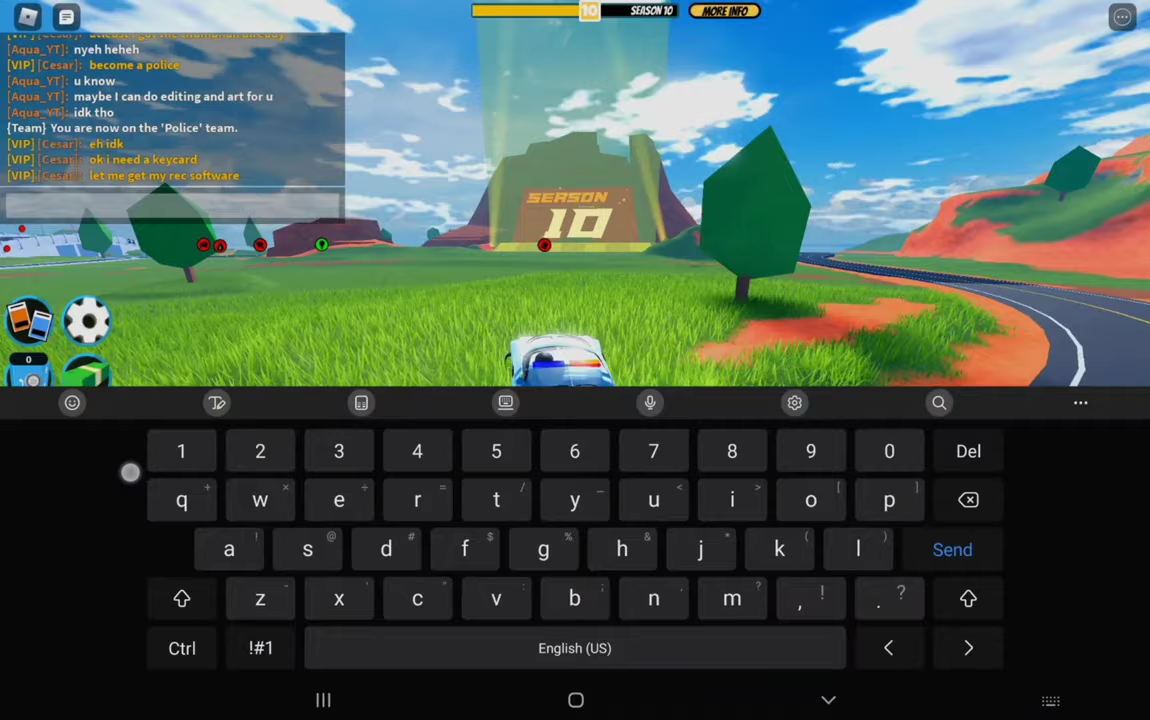 10
SEASON 10
MORE INFO
[Aqua_YT]: nyeh heheh
[VIP] [Cesar]: become a police
[Aqua_YT]: u know
[Aqua_YT]: maybe I can do editing and art for u
[Aqua_YT]: idk tho
{Team} You are now on the 'Police' team.
[VIP] [Cesar]: eh idk
[VIP] [Cesar]: ok i need a keycard
[VIP] [Cesar]: let me get my rec software
SEASON
10
0
1 2 3 4 5 6 7 8 9 0 Del
q + w × e ÷ r = t / y _ u < i > o [ p ]
a ! s @ d # f $ g % h & j * k ( l ) Send
z - x ' c " v : b ; n , m ? , ! . ?
Ctrl !#1 English (US) < >